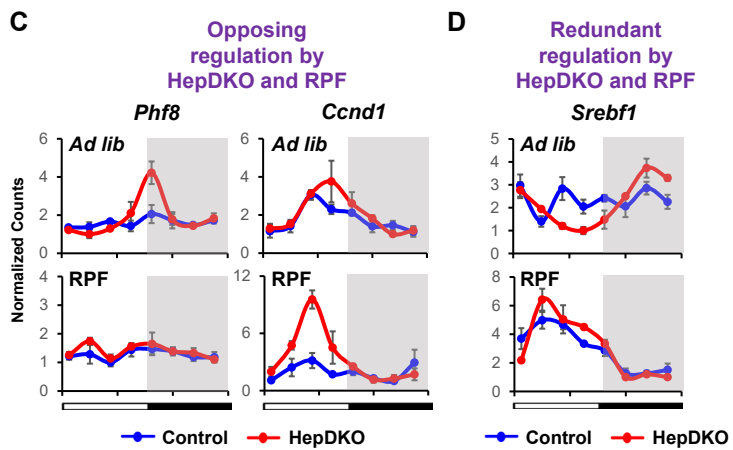 C
Opposing
regulation by
HepDKO and RPF
D
Redundant
regulation by
HepDKO and RPF
Phf8
Ccnd1
Srebf1
Normalized Counts
6
4
2
0
Ad lib
6
4
2
0
Ad lib
5
4
3
2
1
0
Ad lib
4
3
2
1
0
RPF
12
6
0
RPF
8
6
4
2
0
RPF
Control
HepDKO
Control
HepDKO